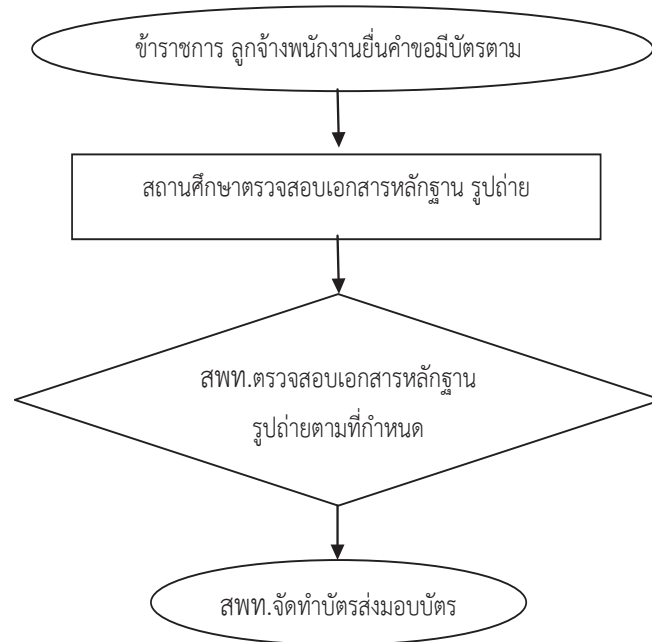 ข้าราชการ ลูกจ้างพนักงานยื่นคำขอมีบัตรตาม
สถานศึกษาตรวจสอบเอกสารหลักฐาน รูปถ่าย
สพท.ตรวจสอบเอกสารหลักฐาน
รูปถ่ายตามที่กำหนด
สพท.จัดทำบัตรส่งมอบบัตร